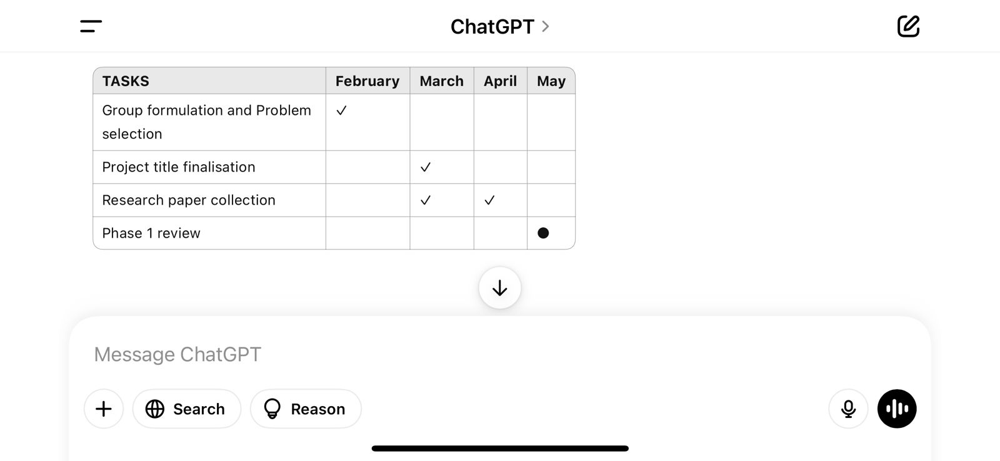 ChatGPT
TASKS February March April May
Group formulation and Problem
selection ✓
Project title finalisation ✓
Research paper collection ✓ ✓
Phase 1 review ●
Message ChatGPT
Search Reason